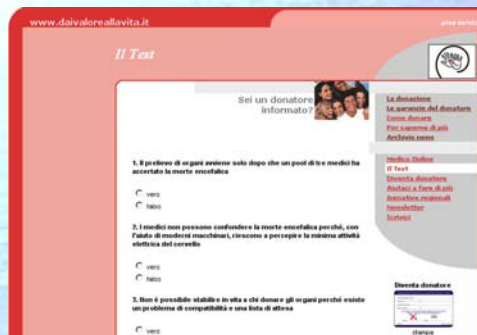 www.daivaloreallavita.it
area servizi
Il Test
Sei un donatore
informato?
1. Il prelievo di organi avviene solo dopo che un pool di tre medici ha
accertato la morte encefalica
vero
falso
2. I medici non possono confondere la morte encefalica perché, con
l'aiuto di moderni macchinari, riescono a percepire la minima attività
elettrica del cervello
vero
falso
3. Non è possibile stabilire in vita a chi donare gli organi perché esiste
un problema di compatibilità e una lista di attesa
vero
La donazione
Le garanzie del donatore
Come donare
Per saperne di più
Archivio news
Medico Online
Il Test
Diventa donatore
Aiutaci a fare di più
Iniziative regionali
Newsletter
Scrivici
Diventa donatore
stampa